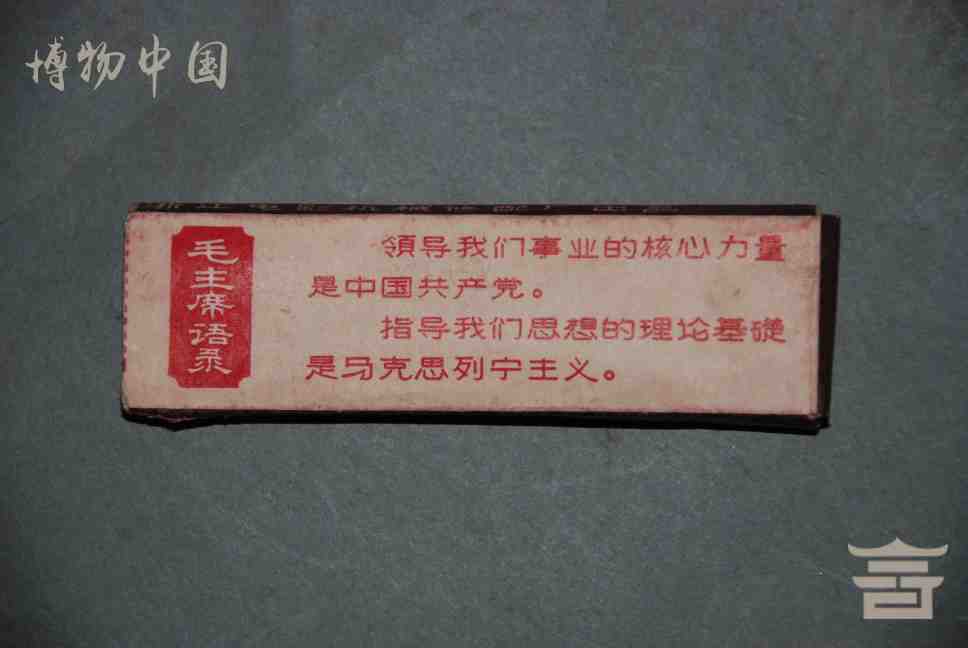 博物中国
毛主席语录
領导我们事业的核心力量
是中国共产党。
指导我们思想的理论基礎
是马克思列宁主义。